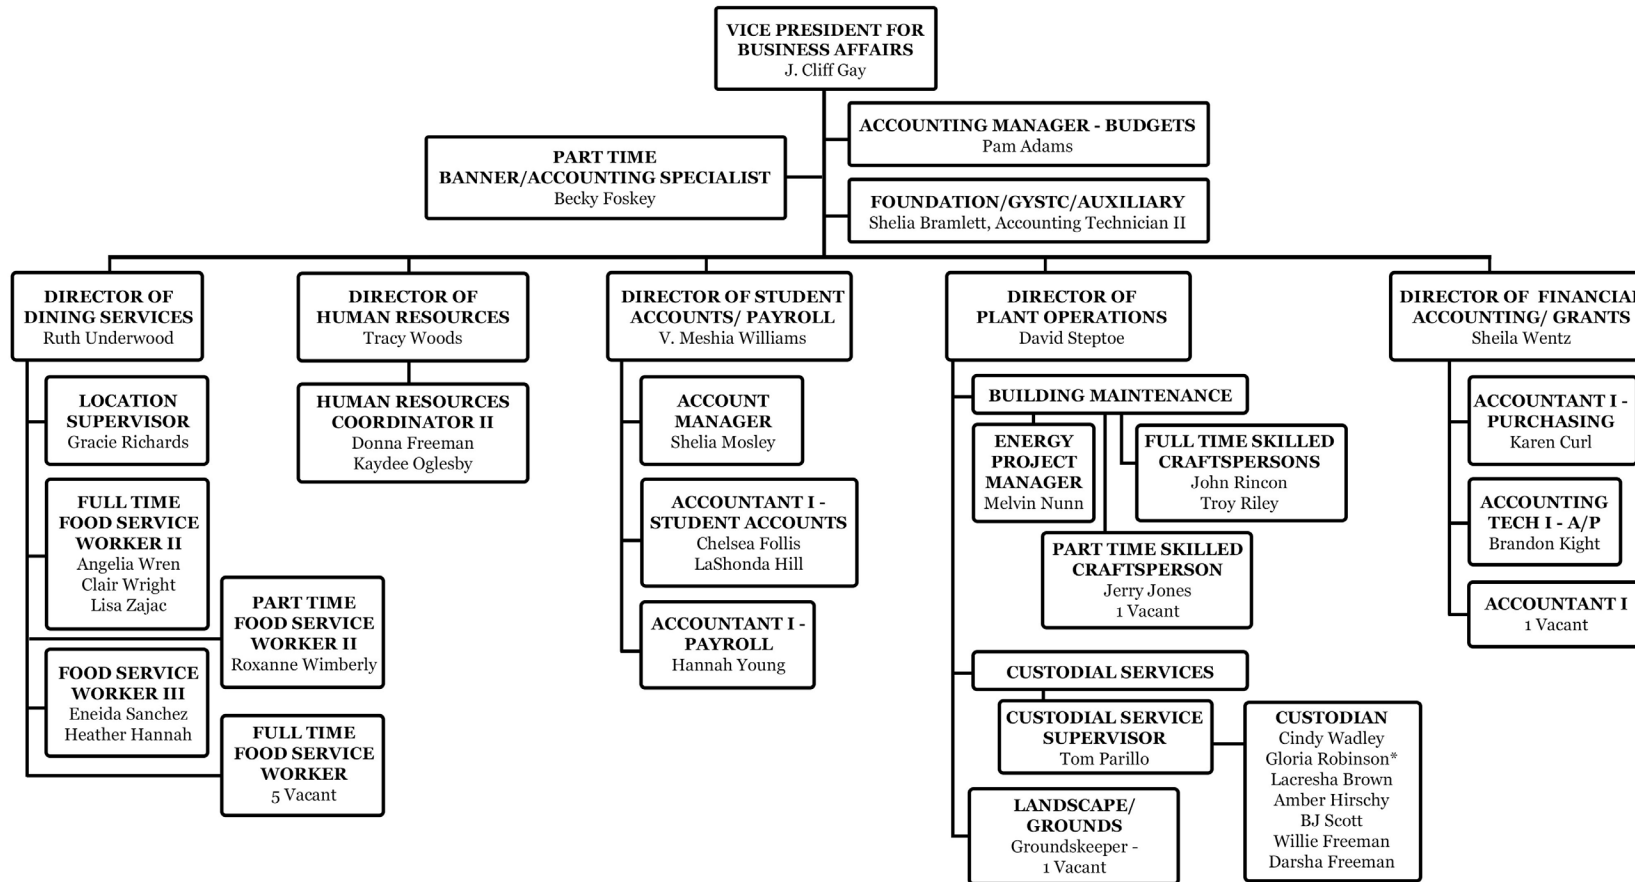 VICE PRESIDENT FOR
BUSINESS AFFAIRS
J. Cliff Gay
ACCOUNTING MANAGER - BUDGETS
Pam Adams
PART TIME
BANNER/ACCOUNTING SPECIALIST
Becky Foskey
FOUNDATION/GYSTC/AUXILIARY
Shelia Bramlett, Accounting Technician II
DIRECTOR OF
DINING SERVICES
Ruth Underwood
LOCATION
SUPERVISOR
Gracie Richards
FULL TIME
FOOD SERVICE
WORKER II
Angelia Wren
Clair Wright
Lisa Zajac
PART TIME
FOOD SERVICE
WORKER II
Roxanne Wimberly
FOOD SERVICE
WORKER III
Eneida Sanchez
Heather Hannah
FULL TIME
FOOD SERVICE
WORKER
5 Vacant
DIRECTOR OF
HUMAN RESOURCES
Tracy Woods
HUMAN RESOURCES
COORDINATOR II
Donna Freeman
Kaydee Oglesby
DIRECTOR OF STUDENT
ACCOUNTS/ PAYROLL
V. Meshia Williams
ACCOUNT
MANAGER
Shelia Mosley
ACCOUNTANT I -
STUDENT ACCOUNTS
Chelsea Follis
LaShonda Hill
ACCOUNTANT I -
PAYROLL
Hannah Young
DIRECTOR OF
PLANT OPERATIONS
David Steptoe
BUILDING MAINTENANCE
ENERGY
PROJECT
MANAGER
Melvin Nunn
FULL TIME SKILLED
CRAFTSPERSONS
John Rincon
Troy Riley
PART TIME SKILLED
CRAFTSPERSON
Jerry Jones
1 Vacant
CUSTODIAL SERVICES
CUSTODIAL SERVICE
SUPERVISOR
Tom Parillo
CUSTODIAN
Cindy Wadley
Gloria Robinson*
Lacresha Brown
Amber Hirschy
BJ Scott
Willie Freeman
Darsha Freeman
LANDSCAPE/
GROUNDS
Groundskeeper -
1 Vacant
DIRECTOR OF FINANCIAL
ACCOUNTING/ GRANTS
Sheila Wentz
ACCOUNTANT I -
PURCHASING
Karen Curl
ACCOUNTING
TECH I - A/P
Brandon Kight
ACCOUNTANT I
1 Vacant